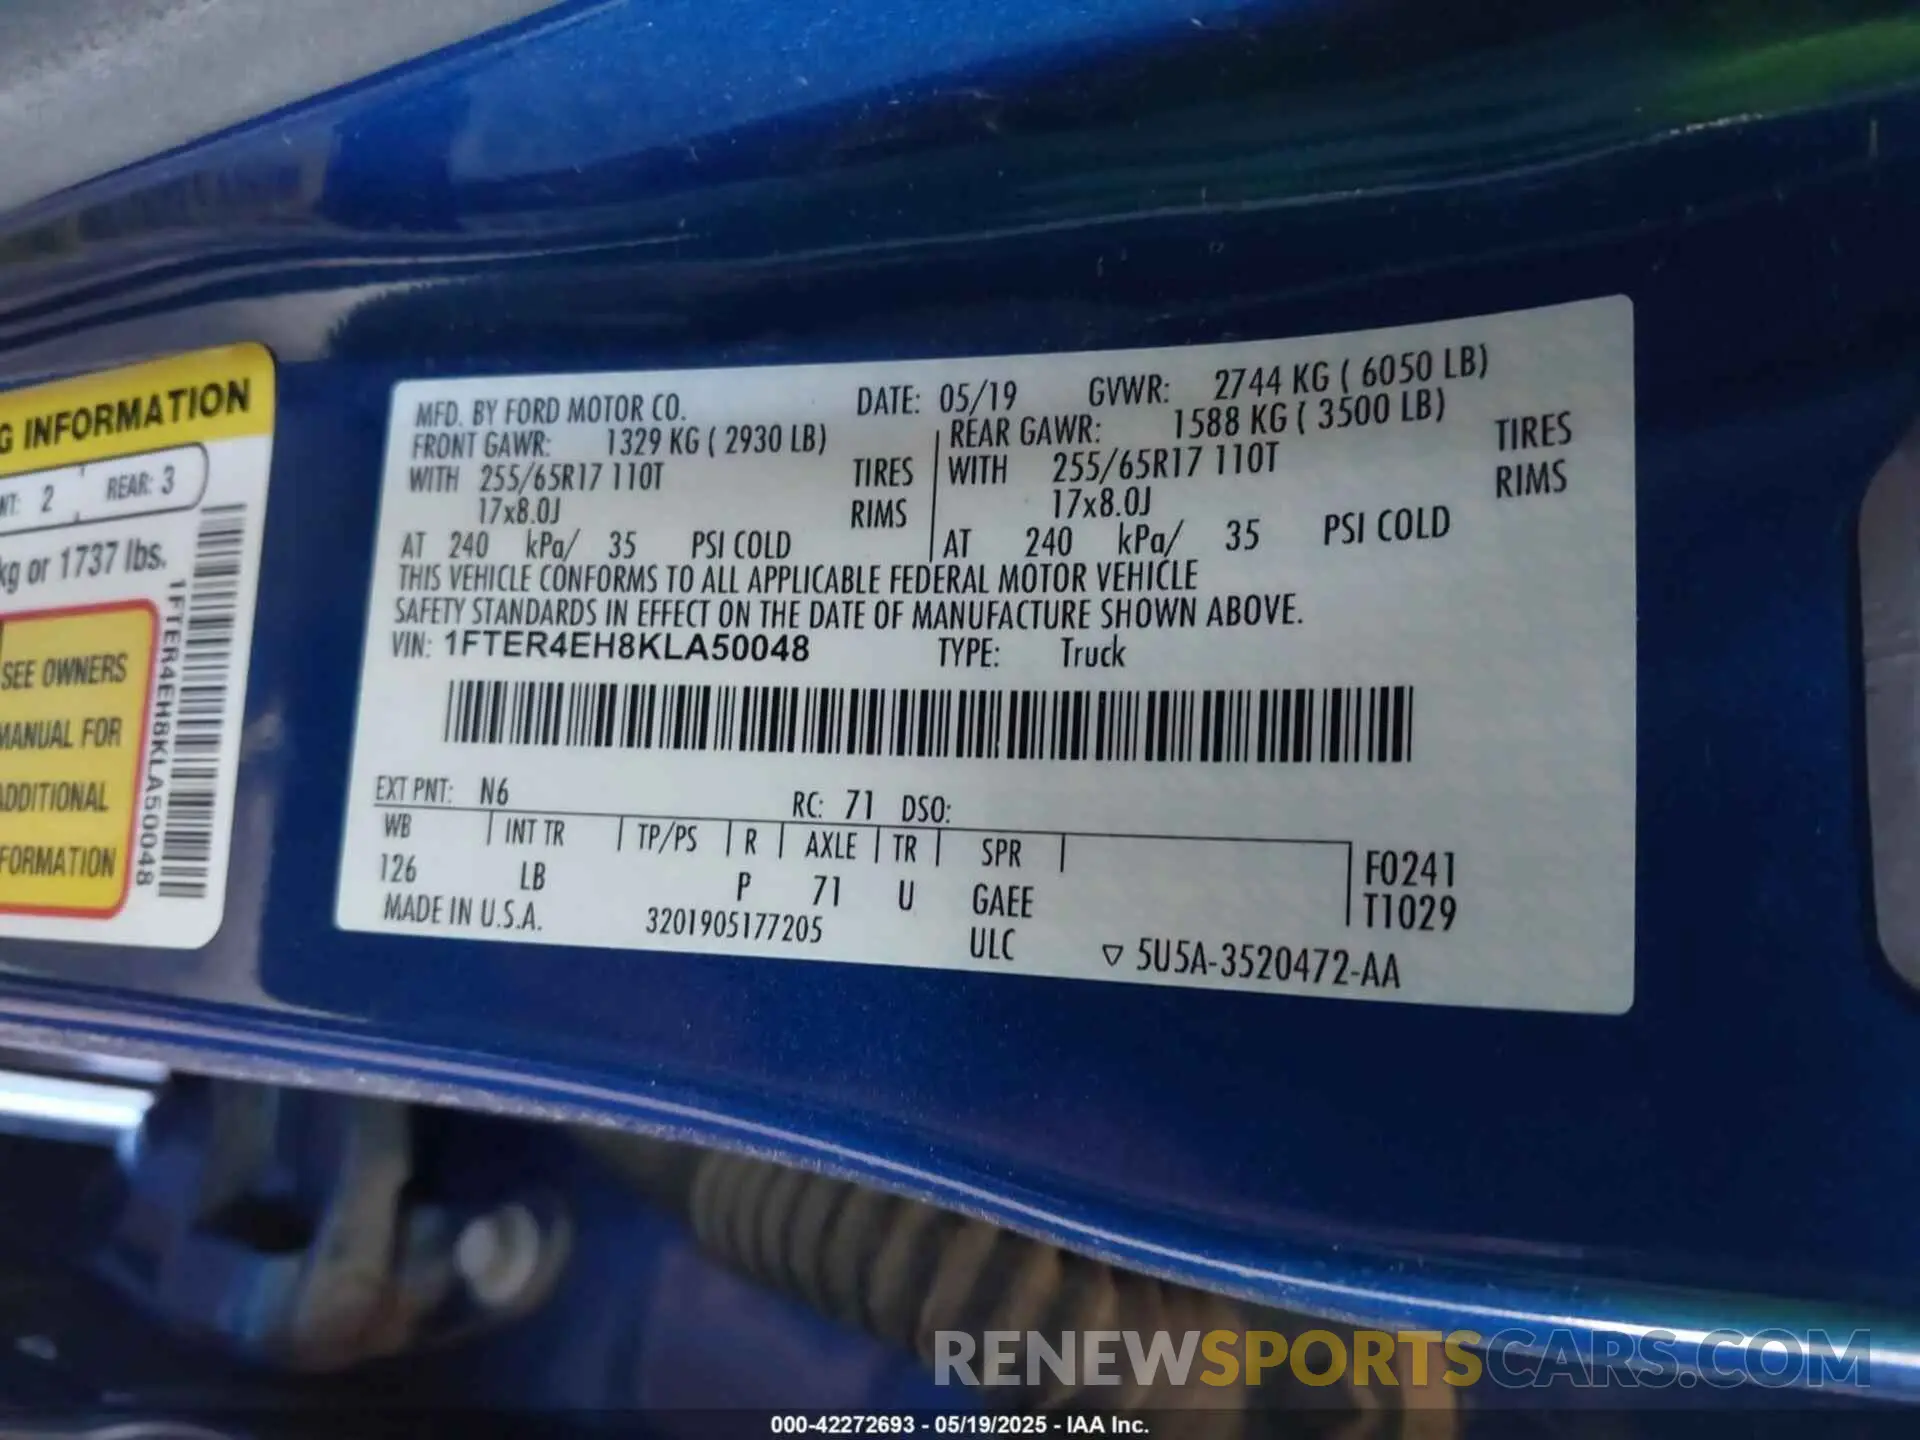 G INFORMATION
NT: 2 REAR: 3
kg or 1737 lbs.
SEE OWNERS
MANUAL FOR
ADDITIONAL
FORMATION
1FTER4EH8KLA50048
MFD. BY FORD MOTOR CO. DATE: 05/19 GVWR: 2744 KG ( 6050 LB)
FRONT GAWR: 1329 KG ( 2930 LB) REAR GAWR: 1588 KG ( 3500 LB)
WITH 255/65R17 110T TIRES WITH 255/65R17 110T TIRES
17x8.0J RIMS 17x8.0J RIMS
AT 240 kPa/ 35 PSI COLD AT 240 kPa/ 35 PSI COLD
THIS VEHICLE CONFORMS TO ALL APPLICABLE FEDERAL MOTOR VEHICLE
SAFETY STANDARDS IN EFFECT ON THE DATE OF MANUFACTURE SHOWN ABOVE.
VIN: 1FTER4EH8KLA50048 TYPE: Truck
EXT PNT: N6 RC: 71 DSO:
WB INT TR TP/PS R AXLE TR SPR
126 LB P 71 U GAEE F0241
MADE IN U.S.A. 3201905177205 ULC T1029
▽ 5U5A-3520472-AA
RENEWSPORTSCARS.COM
000-42272693 - 05/19/2025 - IAA Inc.